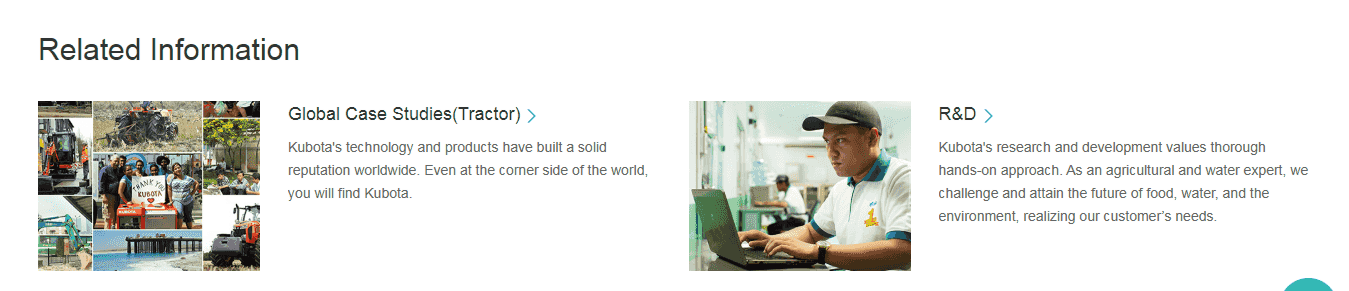 Related Information
Global Case Studies(Tractor)
Kubota's technology and products have built a solid
reputation worldwide. Even at the corner side of the world,
you will find Kubota.
THANK YOU
KUBOTA
R&D
Kubota's research and development values thorough
hands-on approach. As an agricultural and water expert, we
challenge and attain the future of food, water, and the
environment, realizing our customer’s needs.